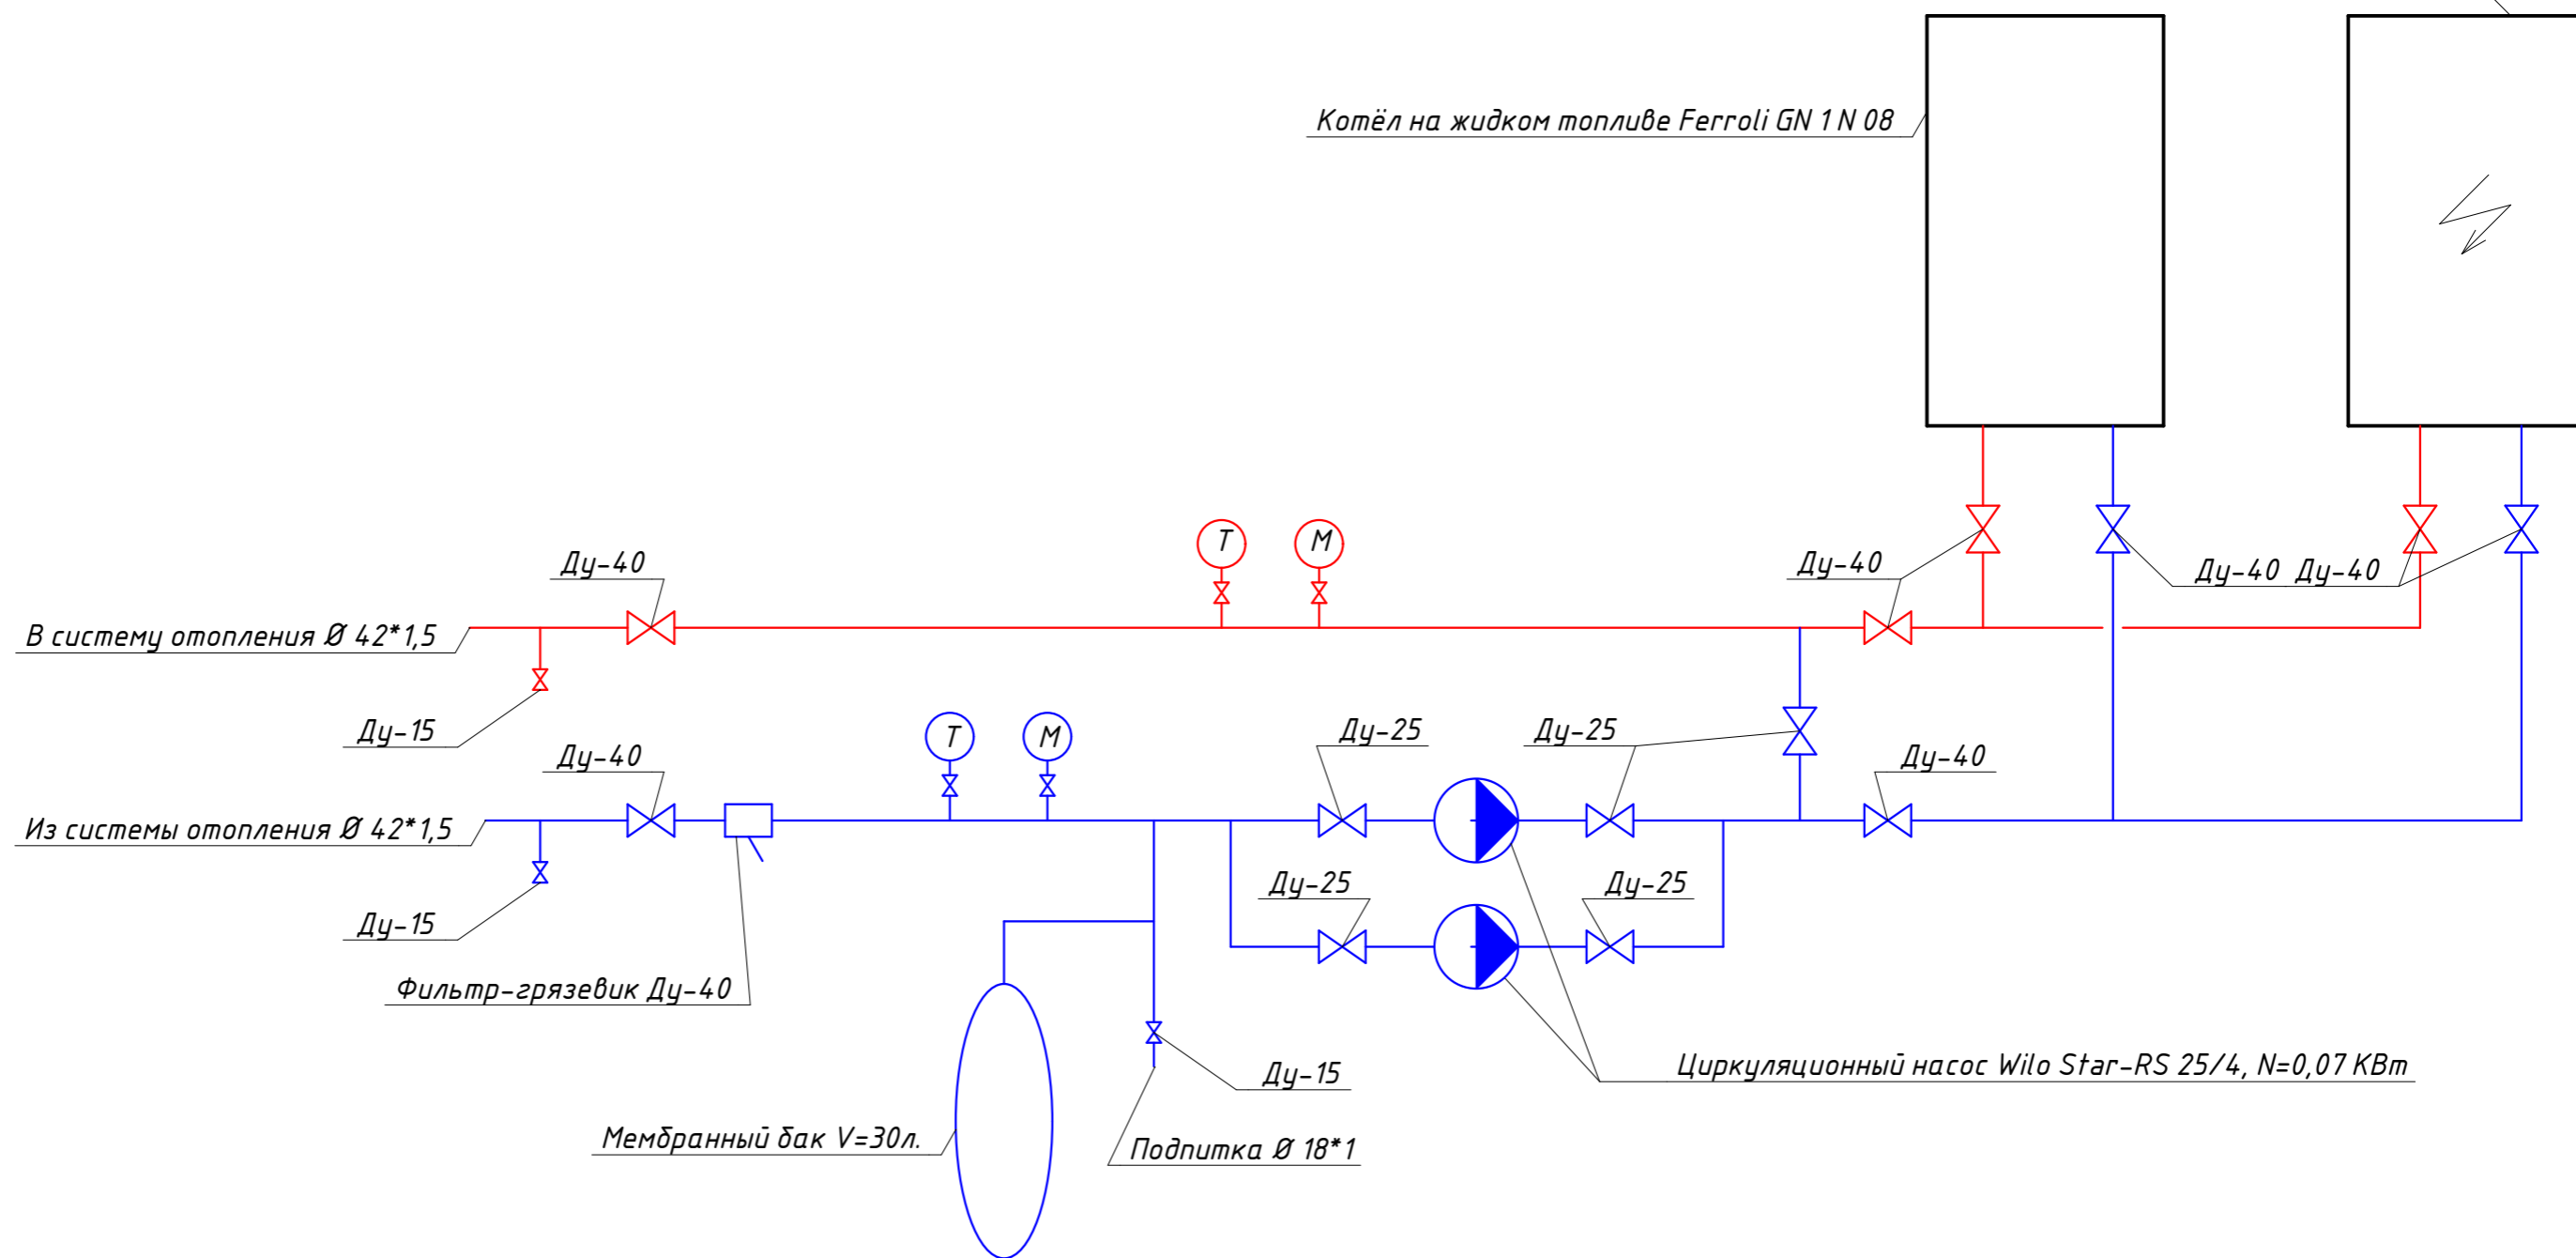 Котёл на жидком топливе Ferroli GN 1 N 08
Т
М
Ду-40
Ду-40
Ду-40
Ду-40
В систему отопления Ø 42*1,5
Ду-15
Т
М
Ду-25
Ду-25
Ду-40
Ду-40
Из системы отопления Ø 42*1,5
Ду-25
Ду-25
Ду-15
Фильтр-грязевик Ду-40
Циркуляционный насос Wilo Star-RS 25/4, N=0,07 КВт
Ду-15
Мембранный бак V=30л.
Подпитка Ø 18*1